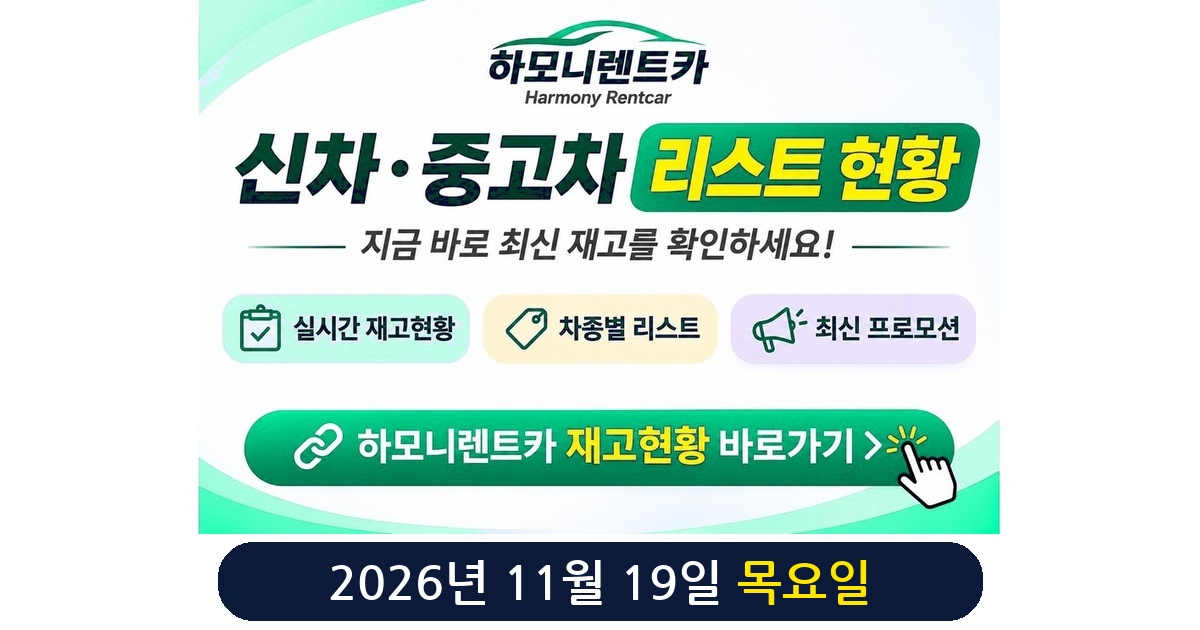 하모니렌트카
Harmony Rentcar
신차·중고차 리스트 현황
지금 바로 최신 재고를 확인하세요!
실시간 재고현황
차종별 리스트
최신 프로모션
하모니렌트카 재고현황 바로가기 >
2026년 11월 19일 목요일